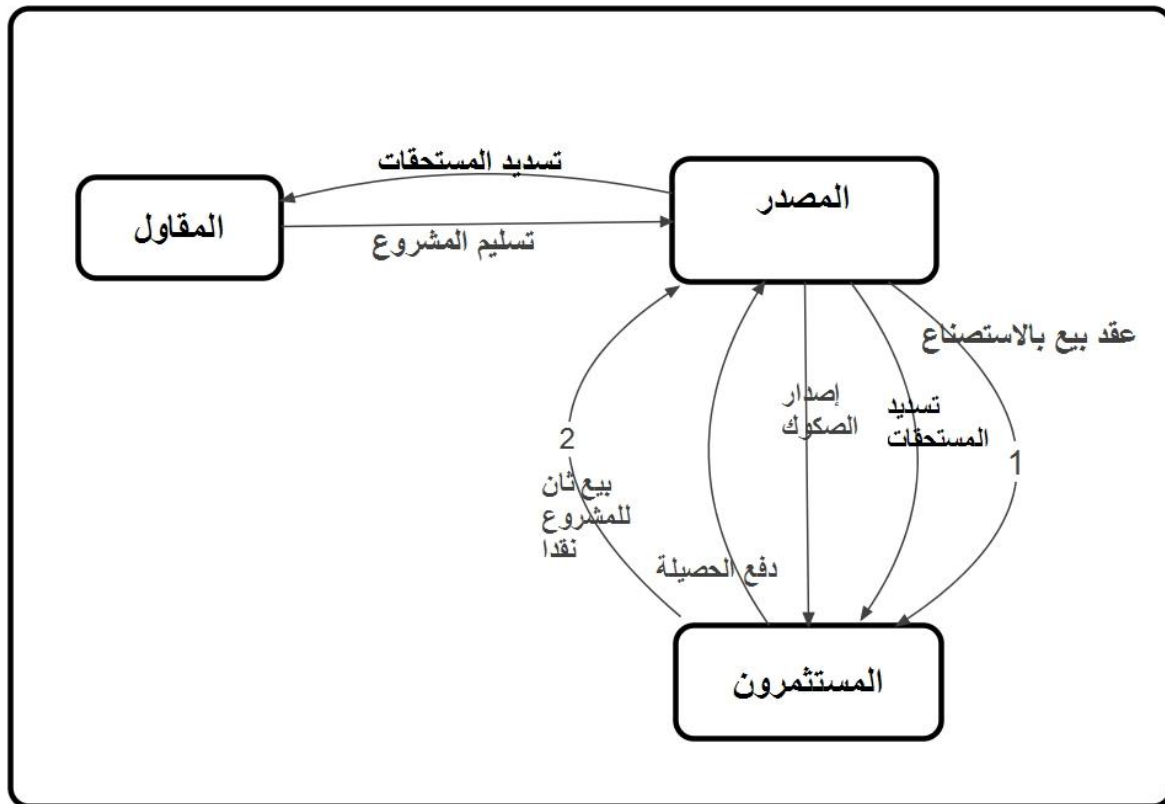 تسديد المستحقات
المصدر
المقاول
تسليم المشروع
عقد بيع بالاستصناع
إصدار
الصكوك
تسديد
المستحقات
2
1
بيع ثان
للمشروع
نقدا
دفع الحصيلة
المستثمرون